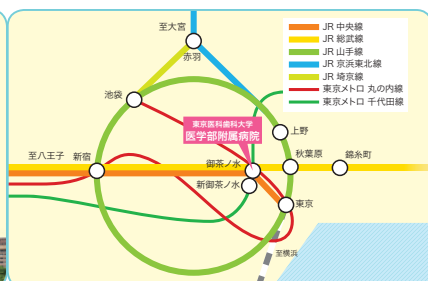 至大宮
赤羽
池袋
東京医科歯科大学
医学部附属病院
上野
至八王子
新宿
御茶ノ水
秋葉原
錦糸町
新御茶ノ水
東京
至横浜
JR 中央線
JR 総武線
JR 山手線
JR 京浜東北線
JR 埼京線
東京メトロ 丸の内線
東京メトロ 千代田線